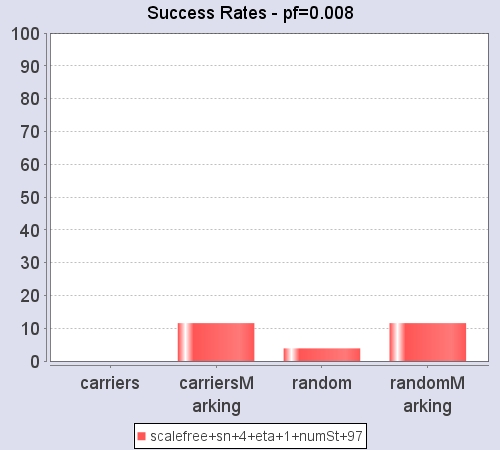 Success Rates - pf=0.008
100
90
80
70
60
50
40
30
20
10
0
carriers
carriersM
arking
random
randomM
arking
scalefree+sn+4+eta+1+numSt+97